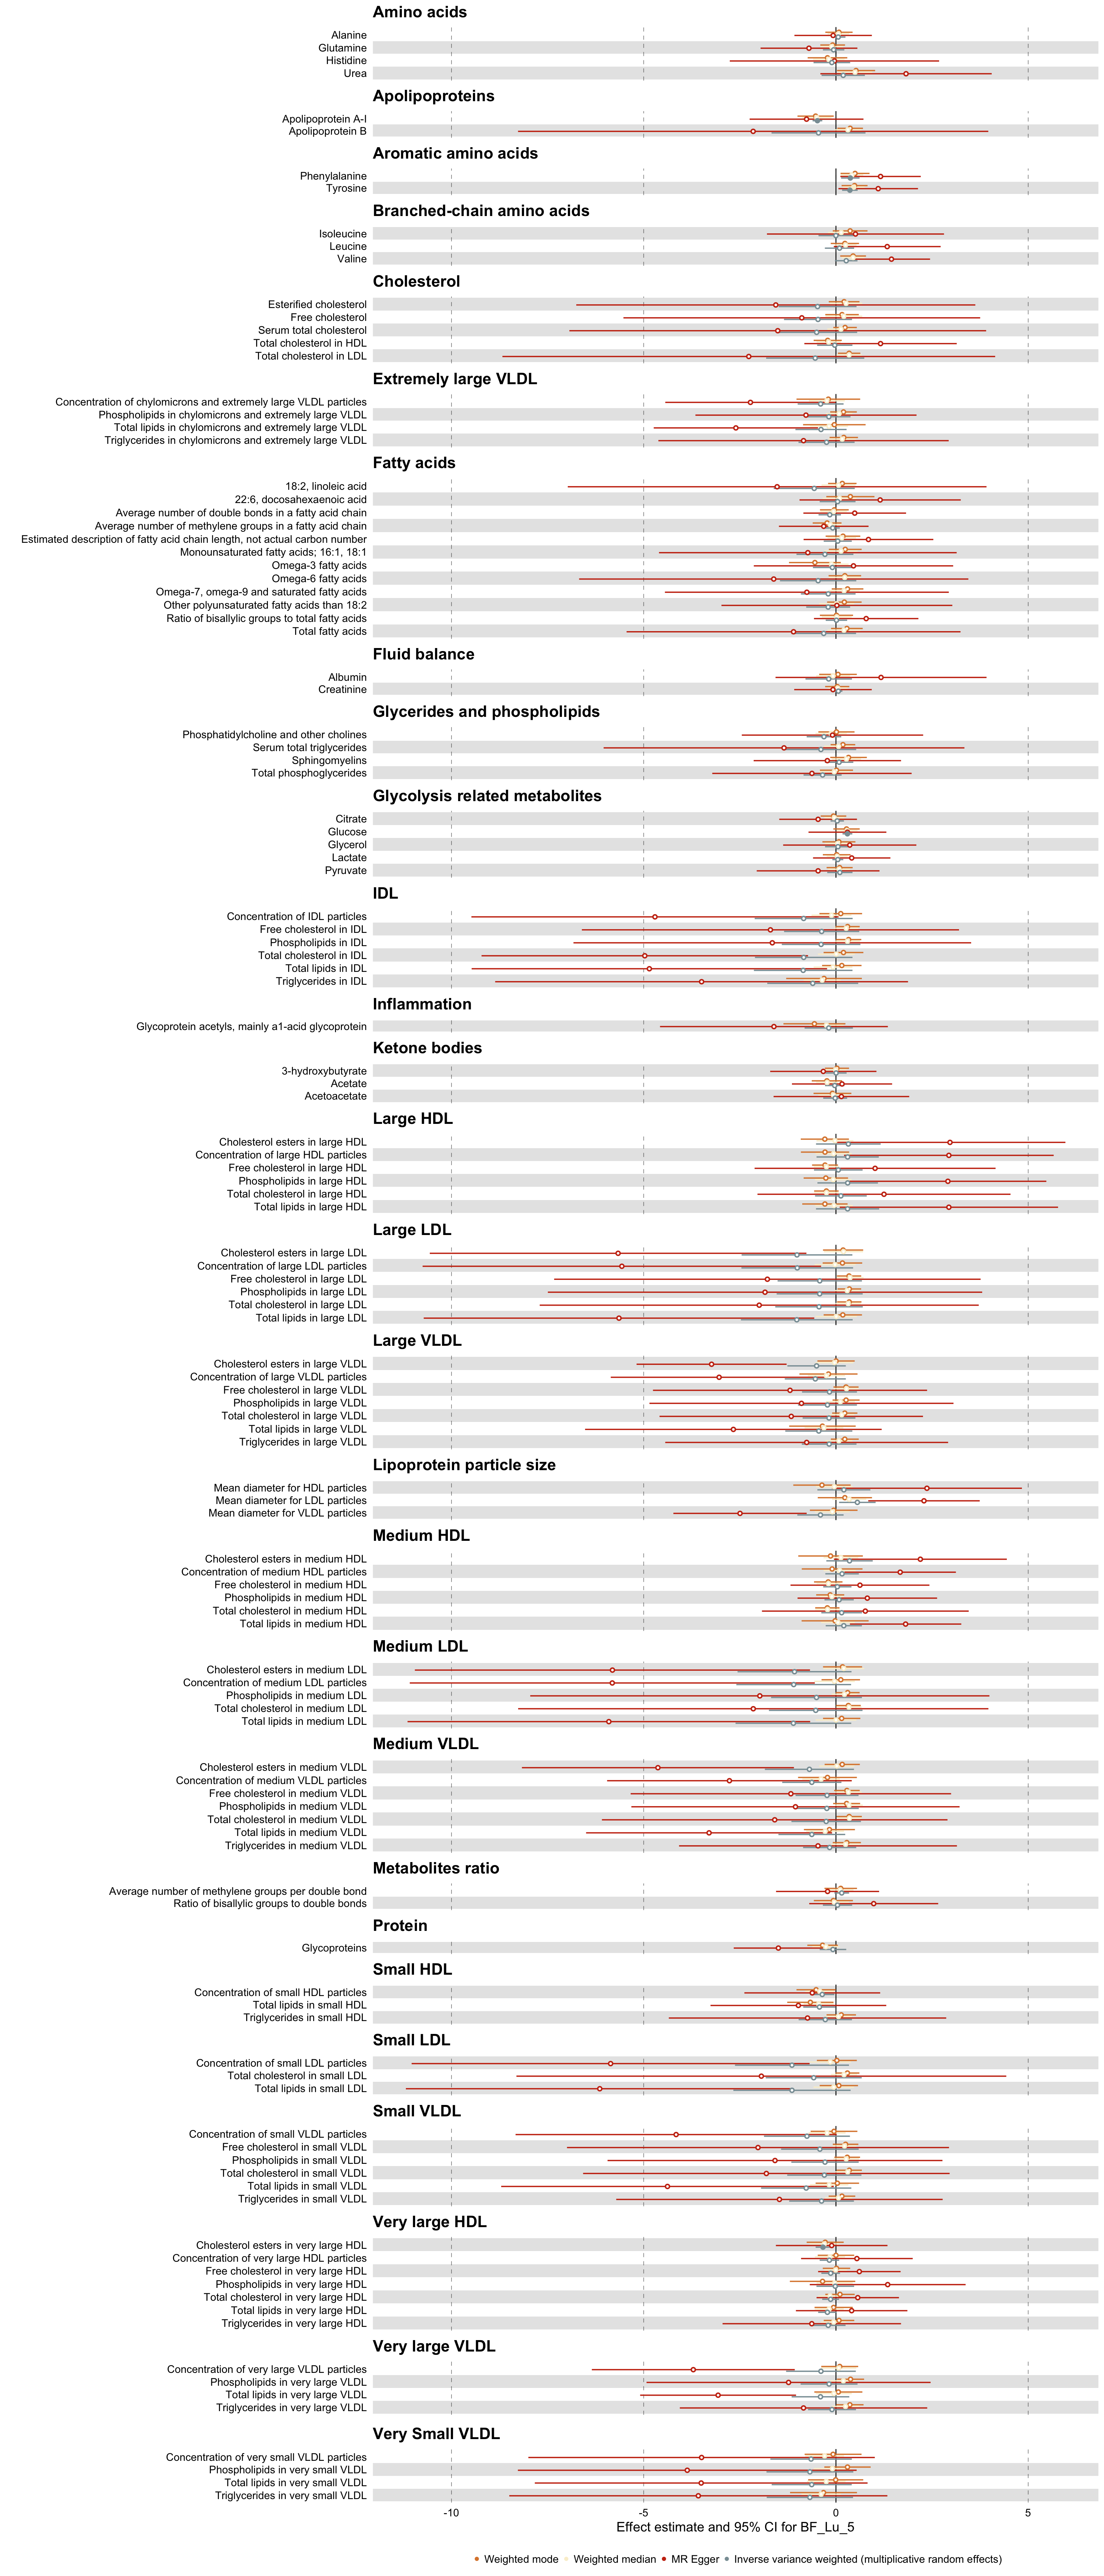 Amino acids
Alanine
Glutamine
Histidine
Urea
Apolipoproteins
Apolipoprotein A-I
Apolipoprotein B
Aromatic amino acids
Phenylalanine
Tyrosine
Branched-chain amino acids
Isoleucine
Leucine
Valine
Cholesterol
Esterified cholesterol
Free cholesterol
Serum total cholesterol
Total cholesterol in HDL
Total cholesterol in LDL
Extremely large VLDL
Concentration of chylomicrons and extremely large VLDL particles
Phospholipids in chylomicrons and extremely large VLDL
Total lipids in chylomicrons and extremely large VLDL
Triglycerides in chylomicrons and extremely large VLDL
Fatty acids
18:2, linoleic acid
22:6, docosahexaenoic acid
Average number of double bonds in a fatty acid chain
Average number of methylene groups in a fatty acid chain
Estimated description of fatty acid chain length, not actual carbon number
Monounsaturated fatty acids; 16:1, 18:1
Omega-3 fatty acids
Omega-6 fatty acids
Omega-7, omega-9 and saturated fatty acids
Other polyunsaturated fatty acids than 18:2
Ratio of bisallylic groups to total fatty acids
Total fatty acids
Fluid balance
Albumin
Creatinine
Glycerides and phospholipids
Phosphatidylcholine and other cholines
Serum total triglycerides
Sphingomyelins
Total phosphoglycerides
Glycolysis related metabolites
Citrate
Glucose
Glycerol
Lactate
Pyruvate
IDL
Concentration of IDL particles
Free cholesterol in IDL
Phospholipids in IDL
Total cholesterol in IDL
Total lipids in IDL
Triglycerides in IDL
Inflammation
Glycoprotein acetyls, mainly a1-acid glycoprotein
Ketone bodies
3-hydroxybutyrate
Acetate
Acetoacetate
Large HDL
Cholesterol esters in large HDL
Concentration of large HDL particles
Free cholesterol in large HDL
Phospholipids in large HDL
Total cholesterol in large HDL
Total lipids in large HDL
Large LDL
Cholesterol esters in large LDL
Concentration of large LDL particles
Free cholesterol in large LDL
Phospholipids in large LDL
Total cholesterol in large LDL
Total lipids in large LDL
Large VLDL
Cholesterol esters in large VLDL
Concentration of large VLDL particles
Free cholesterol in large VLDL
Phospholipids in large VLDL
Total cholesterol in large VLDL
Total lipids in large VLDL
Triglycerides in large VLDL
Lipoprotein particle size
Mean diameter for HDL particles
Mean diameter for LDL particles
Mean diameter for VLDL particles
Medium HDL
Cholesterol esters in medium HDL
Concentration of medium HDL particles
Free cholesterol in medium HDL
Phospholipids in medium HDL
Total cholesterol in medium HDL
Total lipids in medium HDL
Medium LDL
Cholesterol esters in medium LDL
Concentration of medium LDL particles
Phospholipids in medium LDL
Total cholesterol in medium LDL
Total lipids in medium LDL
Medium VLDL
Cholesterol esters in medium VLDL
Concentration of medium VLDL particles
Free cholesterol in medium VLDL
Phospholipids in medium VLDL
Total cholesterol in medium VLDL
Total lipids in medium VLDL
Triglycerides in medium VLDL
Metabolites ratio
Average number of methylene groups per double bond
Ratio of bisallylic groups to double bonds
Protein
Glycoproteins
Small HDL
Concentration of small HDL particles
Total lipids in small HDL
Triglycerides in small HDL
Small LDL
Concentration of small LDL particles
Total cholesterol in small LDL
Total lipids in small LDL
Small VLDL
Concentration of small VLDL particles
Free cholesterol in small VLDL
Phospholipids in small VLDL
Total cholesterol in small VLDL
Total lipids in small VLDL
Triglycerides in small VLDL
Very large HDL
Cholesterol esters in very large HDL
Concentration of very large HDL particles
Free cholesterol in very large HDL
Phospholipids in very large HDL
Total cholesterol in very large HDL
Total lipids in very large HDL
Triglycerides in very large HDL
Very large VLDL
Concentration of very large VLDL particles
Phospholipids in very large VLDL
Total lipids in very large VLDL
Triglycerides in very large VLDL
Very Small VLDL
Concentration of very small VLDL particles
Phospholipids in very small VLDL
Total lipids in very small VLDL
Triglycerides in very small VLDL
-10 -5 0 5
Effect estimate and 95% CI for BF_Lu_5
Weighted mode Weighted median MR Egger Inverse variance weighted (multiplicative random effects)